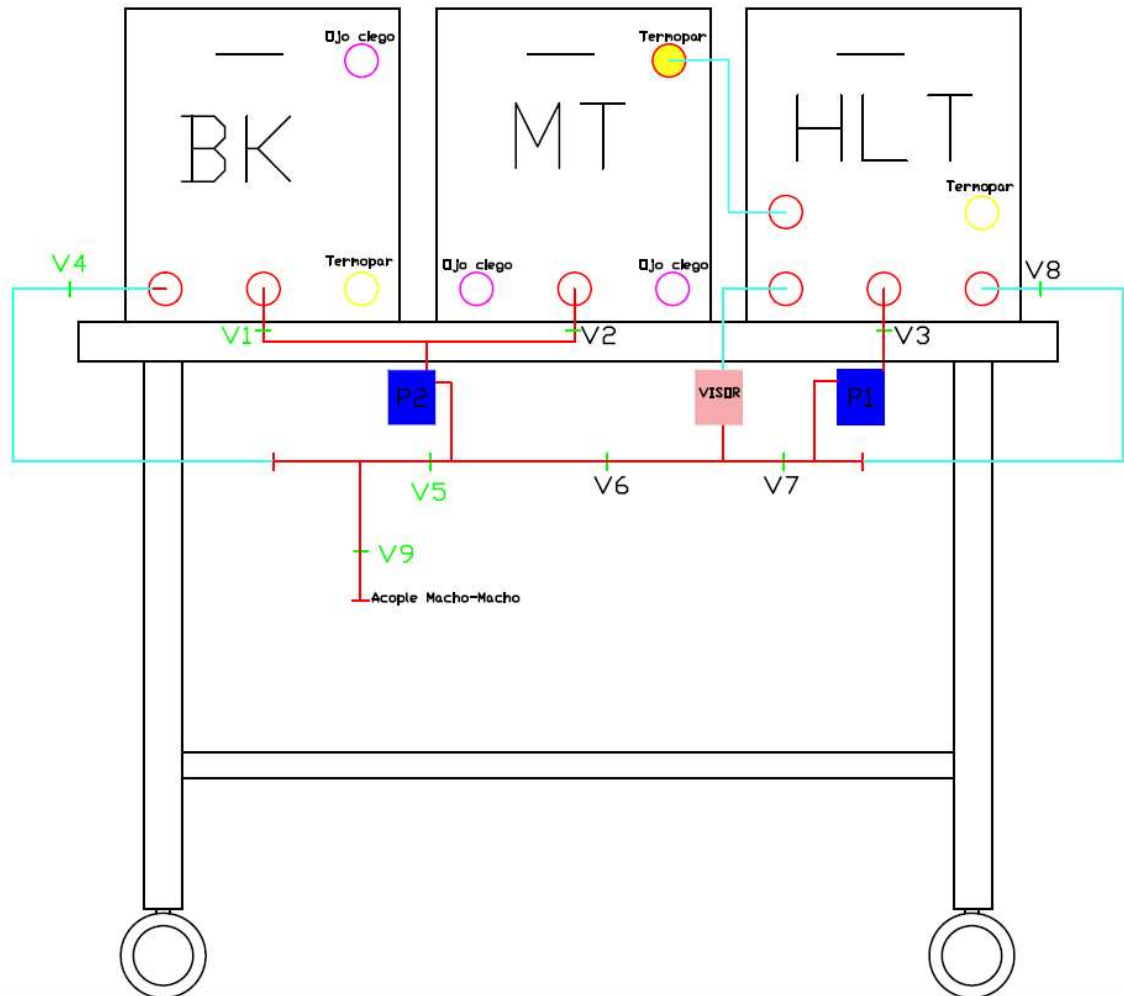 Ojo ciego
Termopar
BK
MT
HLT
Termopar
Termopar
Ojo ciego
Ojo ciego
V4
V8
V1
V2
V3
P2
VISOR
P1
V5
V6
V7
V9
Acople Macho-Macho